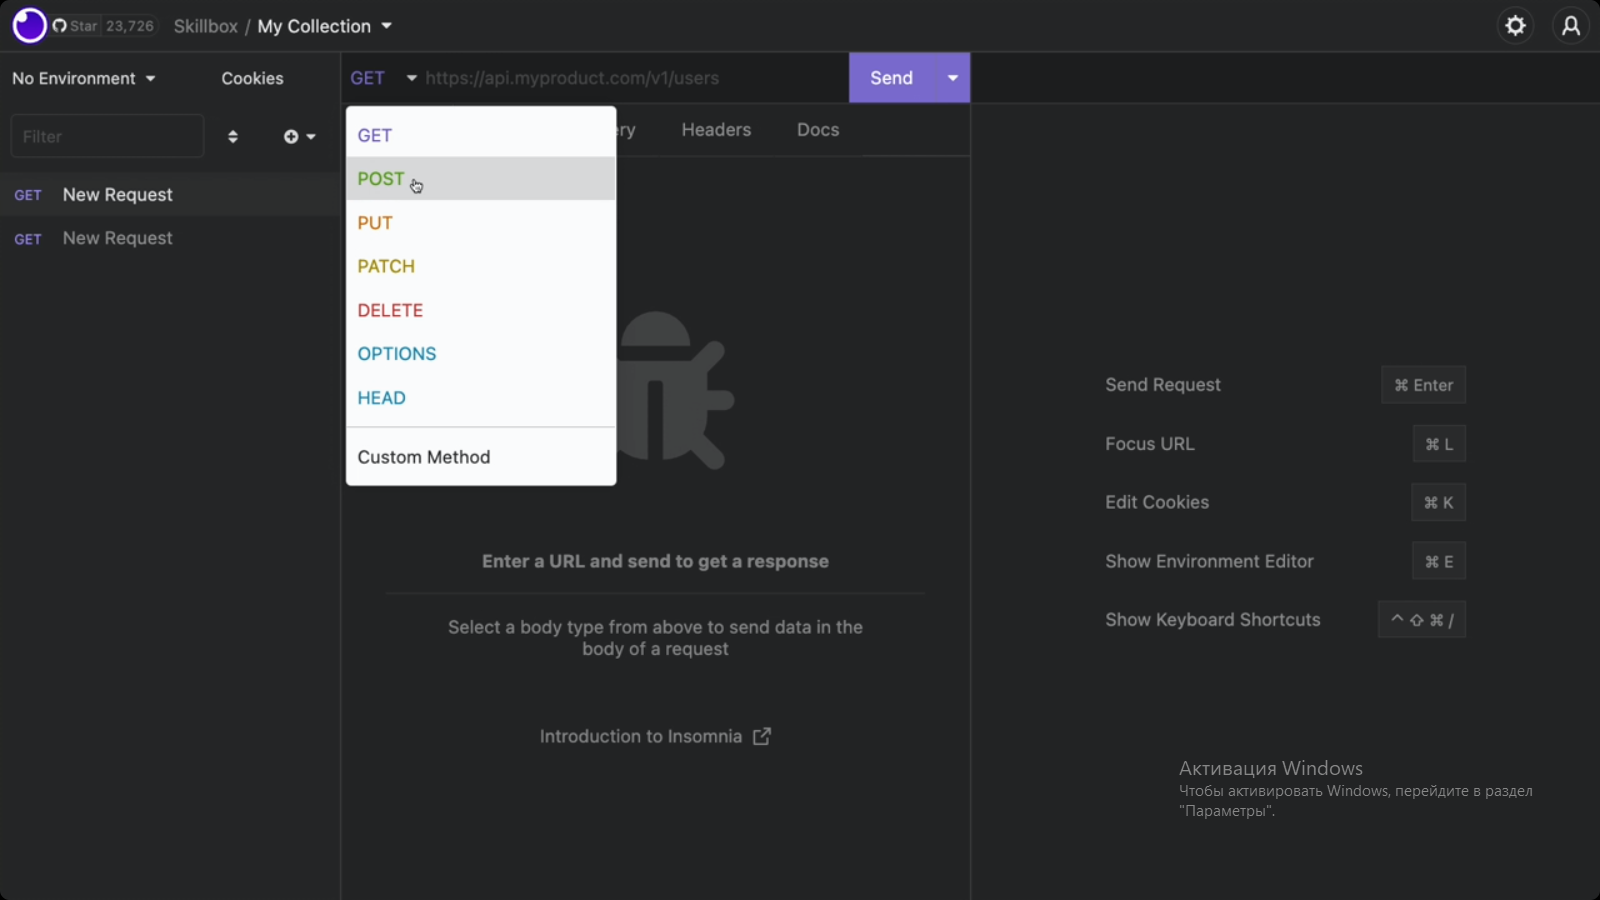 Star 23,726 Skillbox / My Collection
No Environment
Cookies
GET https://api.myproduct.com/v1/users
Send
Filter
GET New Request
GET New Request
GET
POST
PUT
PATCH
DELETE
OPTIONS
HEAD
Custom Method
ry
Headers
Docs
Enter a URL and send to get a response
Select a body type from above to send data in the
body of a request
Introduction to Insomnia
Send Request ⌘ Enter
Focus URL ⌘ L
Edit Cookies ⌘ K
Show Environment Editor ⌘ E
Show Keyboard Shortcuts ^ ⇧ ⌘ /
Активация Windows
Чтобы активировать Windows, перейдите в раздел
"Параметры".